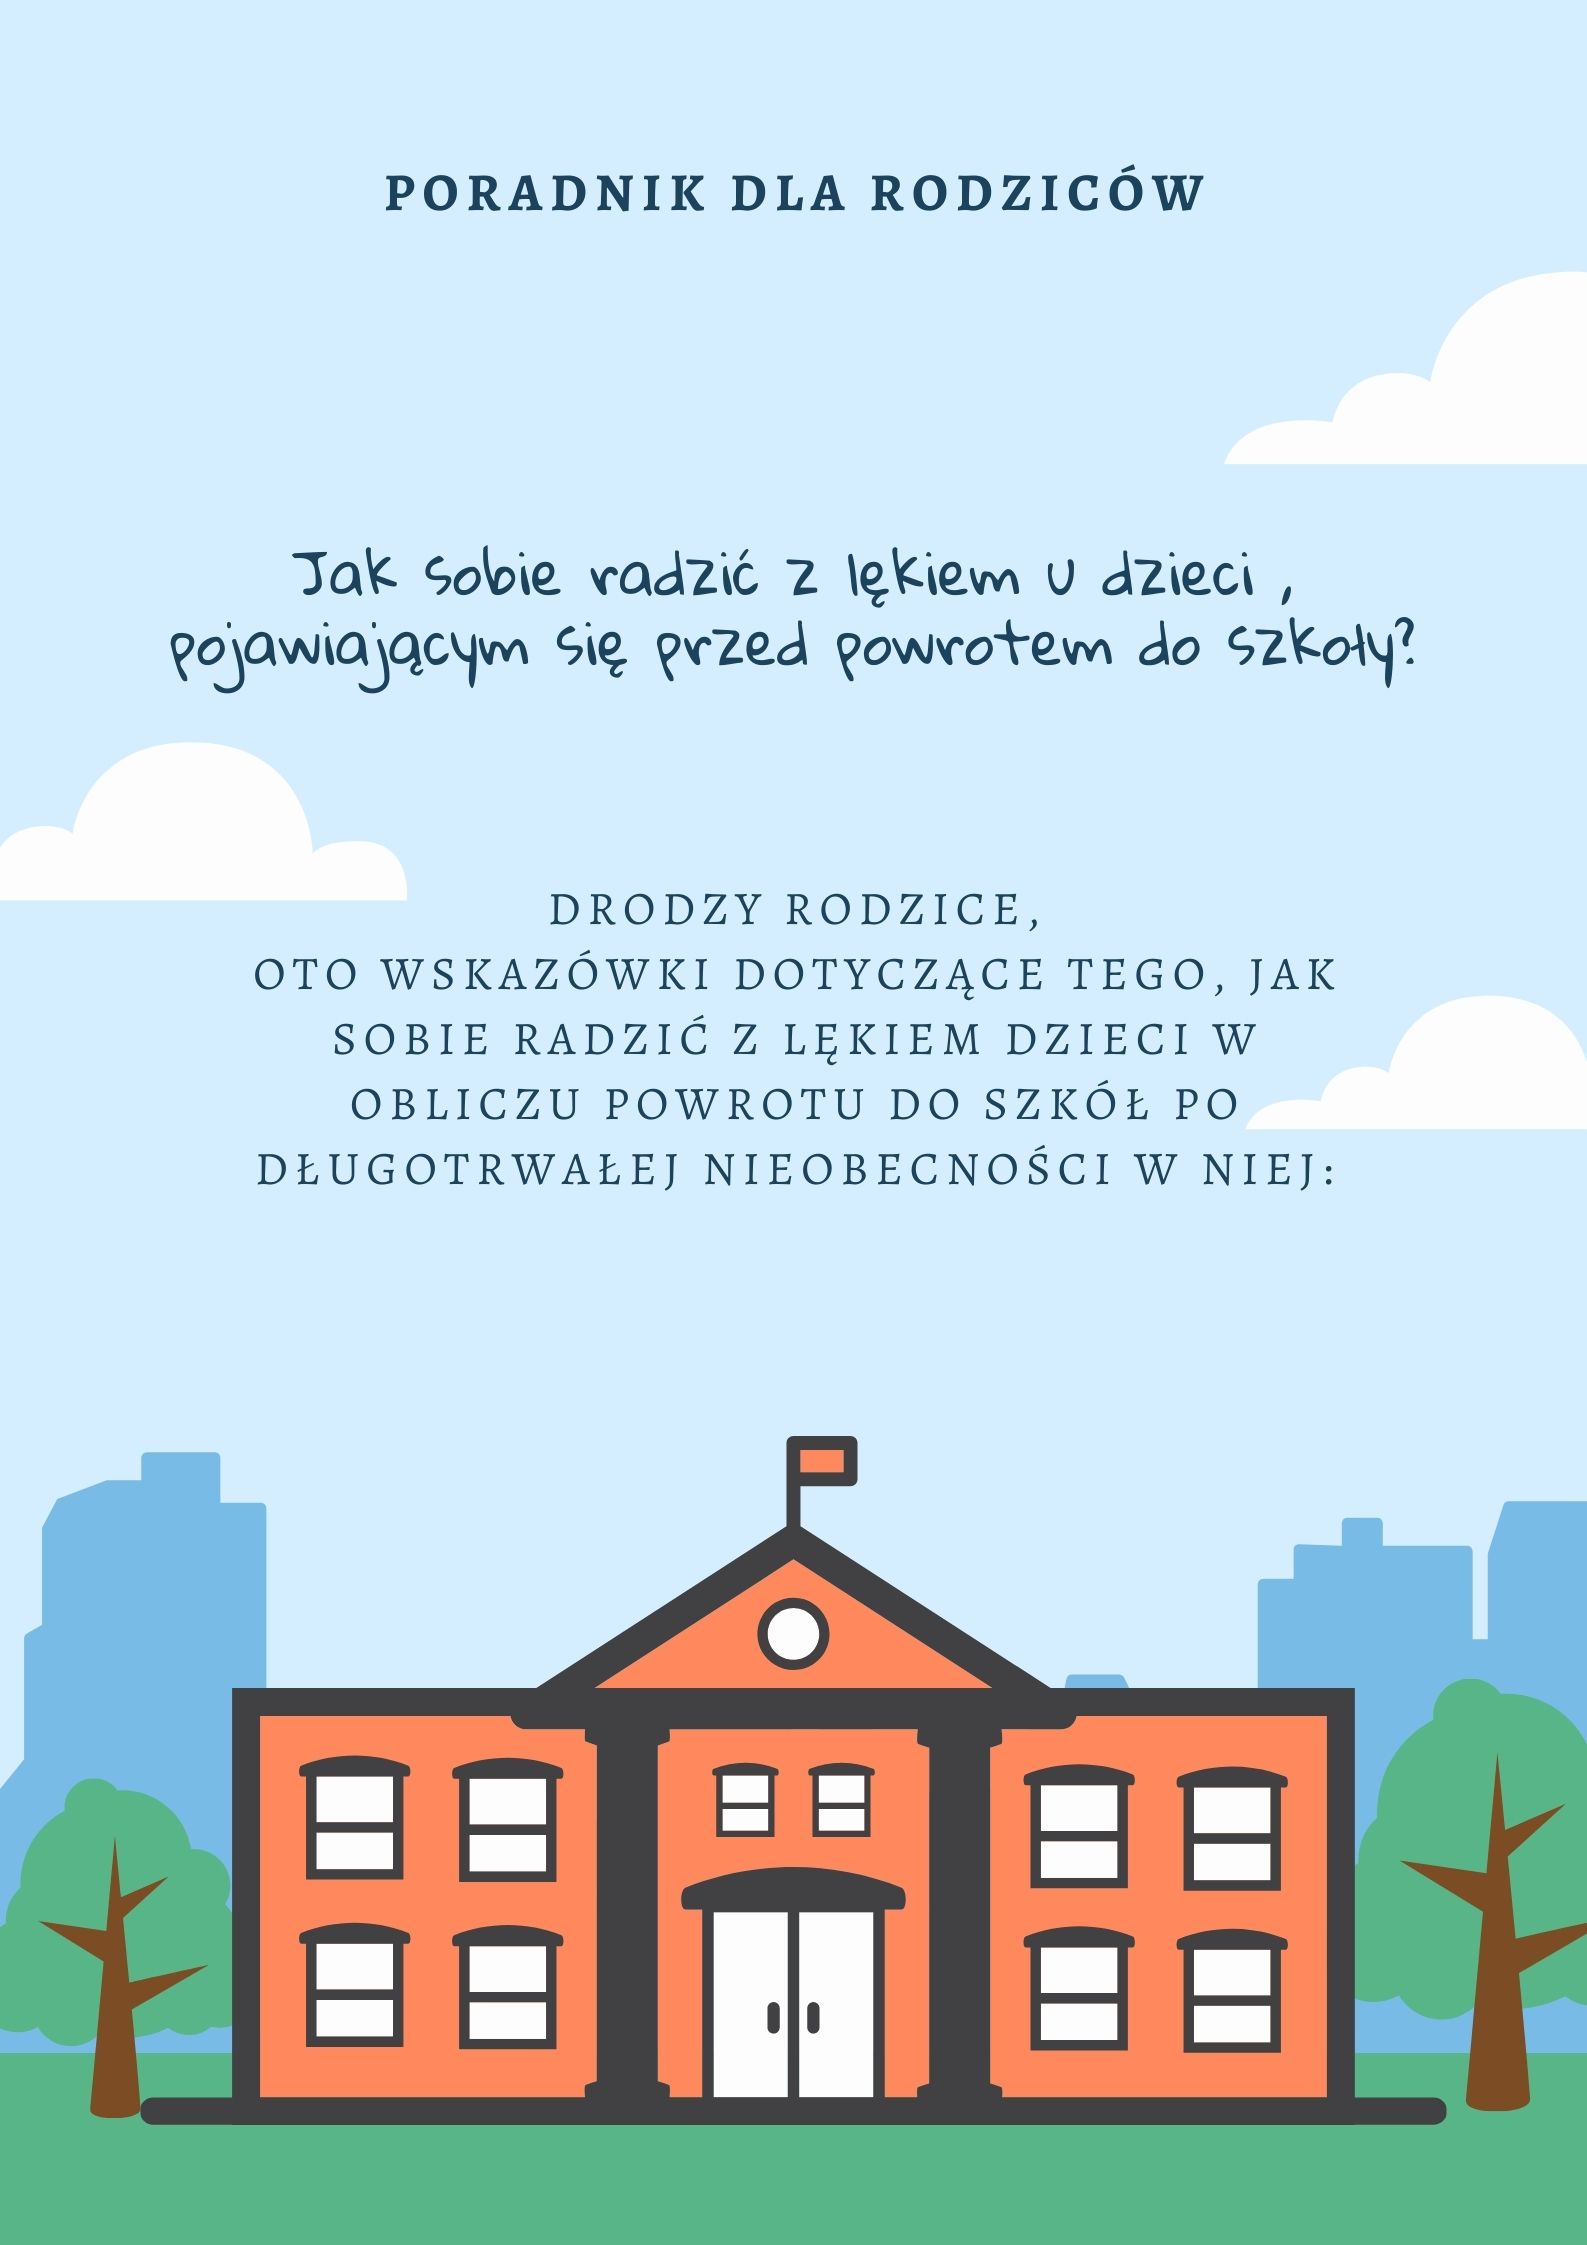 PORADNIK DLA RODZICÓW
Jak sobie radzić z lękiem u dzieci ,
pojawiającym się przed powrotem do szkoły?
DRODZY RODZICE,
OTO WSKAZÓWKI DOTYCZĄCE TEGO, JAK
SOBIE RADZIĆ Z LĘKIEM DZIECI W
OBLICZU POWROTU DO SZKÓŁ PO
DŁUGOTRWAŁEJ NIEOBECNOŚCI W NIEJ: